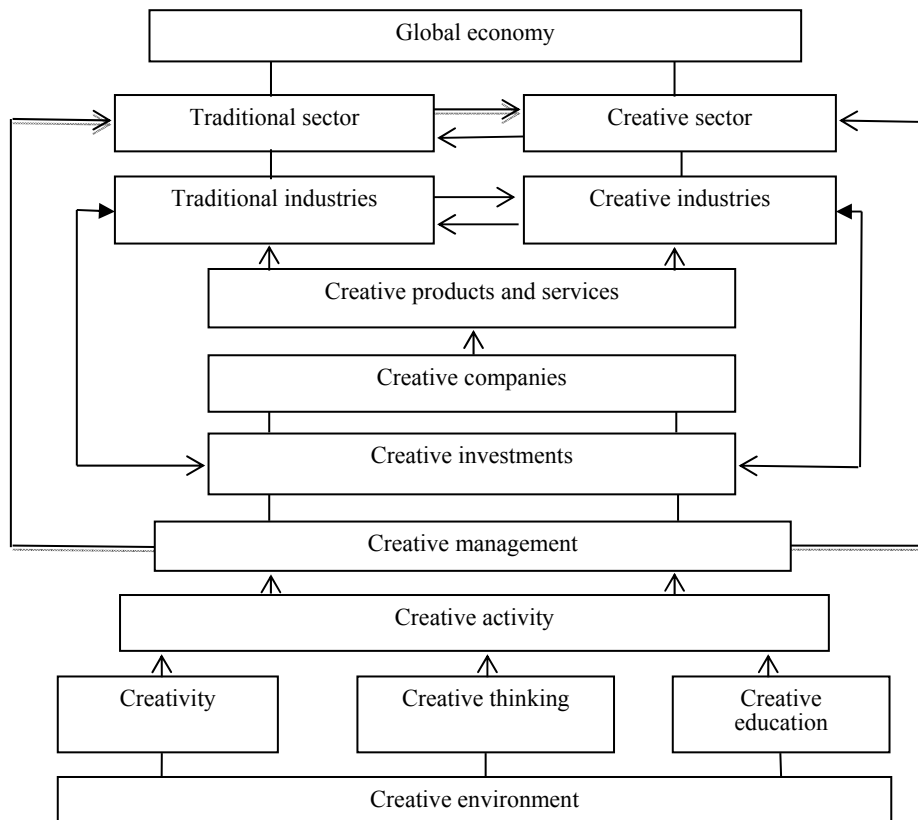 Global economy
Traditional sector
Creative sector
Traditional industries
Creative industries
Creative products and services
Creative companies
Creative investments
Creative management
Creative activity
Creativity
Creative thinking
Creative
education
Creative environment